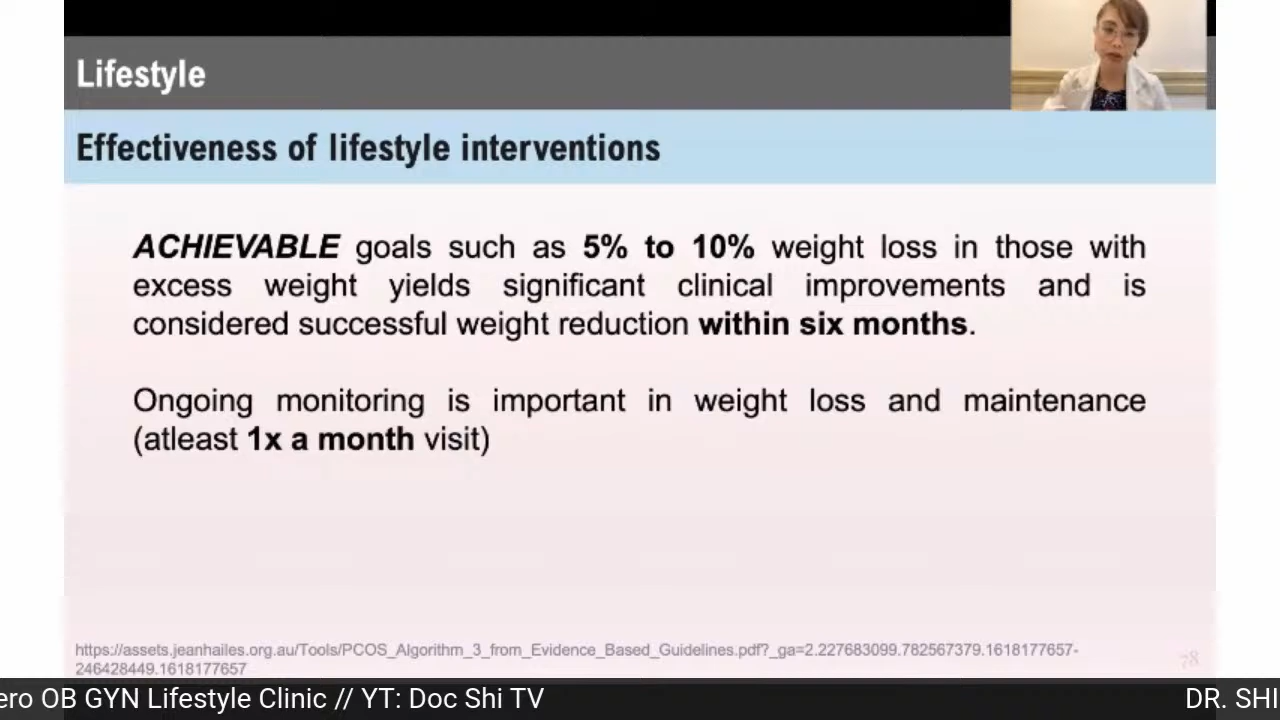 Lifestyle
Effectiveness of lifestyle interventions
ACHIEVABLE goals such as 5% to 10% weight loss in those with
excess weight yields significant clinical improvements and is
considered successful weight reduction within six months.
Ongoing monitoring is important in weight loss and maintenance
(atleast 1x a month visit)
https://assets.jeanhailes.org.au/Tools/PCOS_Algorithm_3_from_Evidence_Based_Guidelines.pdf?_ga=2.227683099.782567379.1618177657-
246428449.1618177657
78
ero OB GYN Lifestyle Clinic // YT: Doc Shi TV
DR. SHI